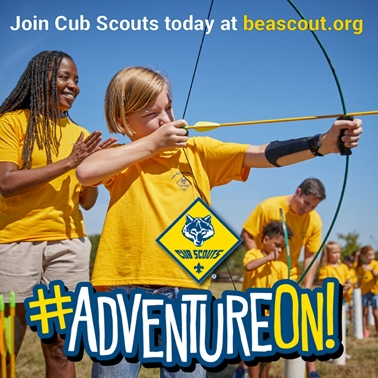 Join Cub Scouts today at beascout.org
CUB SCOUTS
#ADVENTUREON!